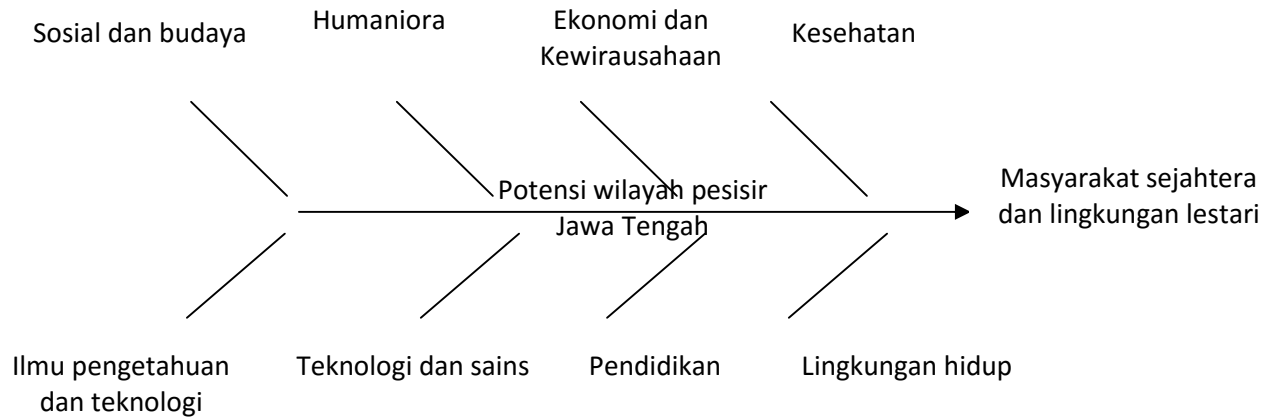 Sosial dan budaya
Humaniora
Ekonomi dan
Kewirausahaan
Kesehatan
Potensi wilayah pesisir
Jawa Tengah
Masyarakat sejahtera
dan lingkungan lestari
Ilmu pengetahuan
dan teknologi
Teknologi dan sains
Pendidikan
Lingkungan hidup